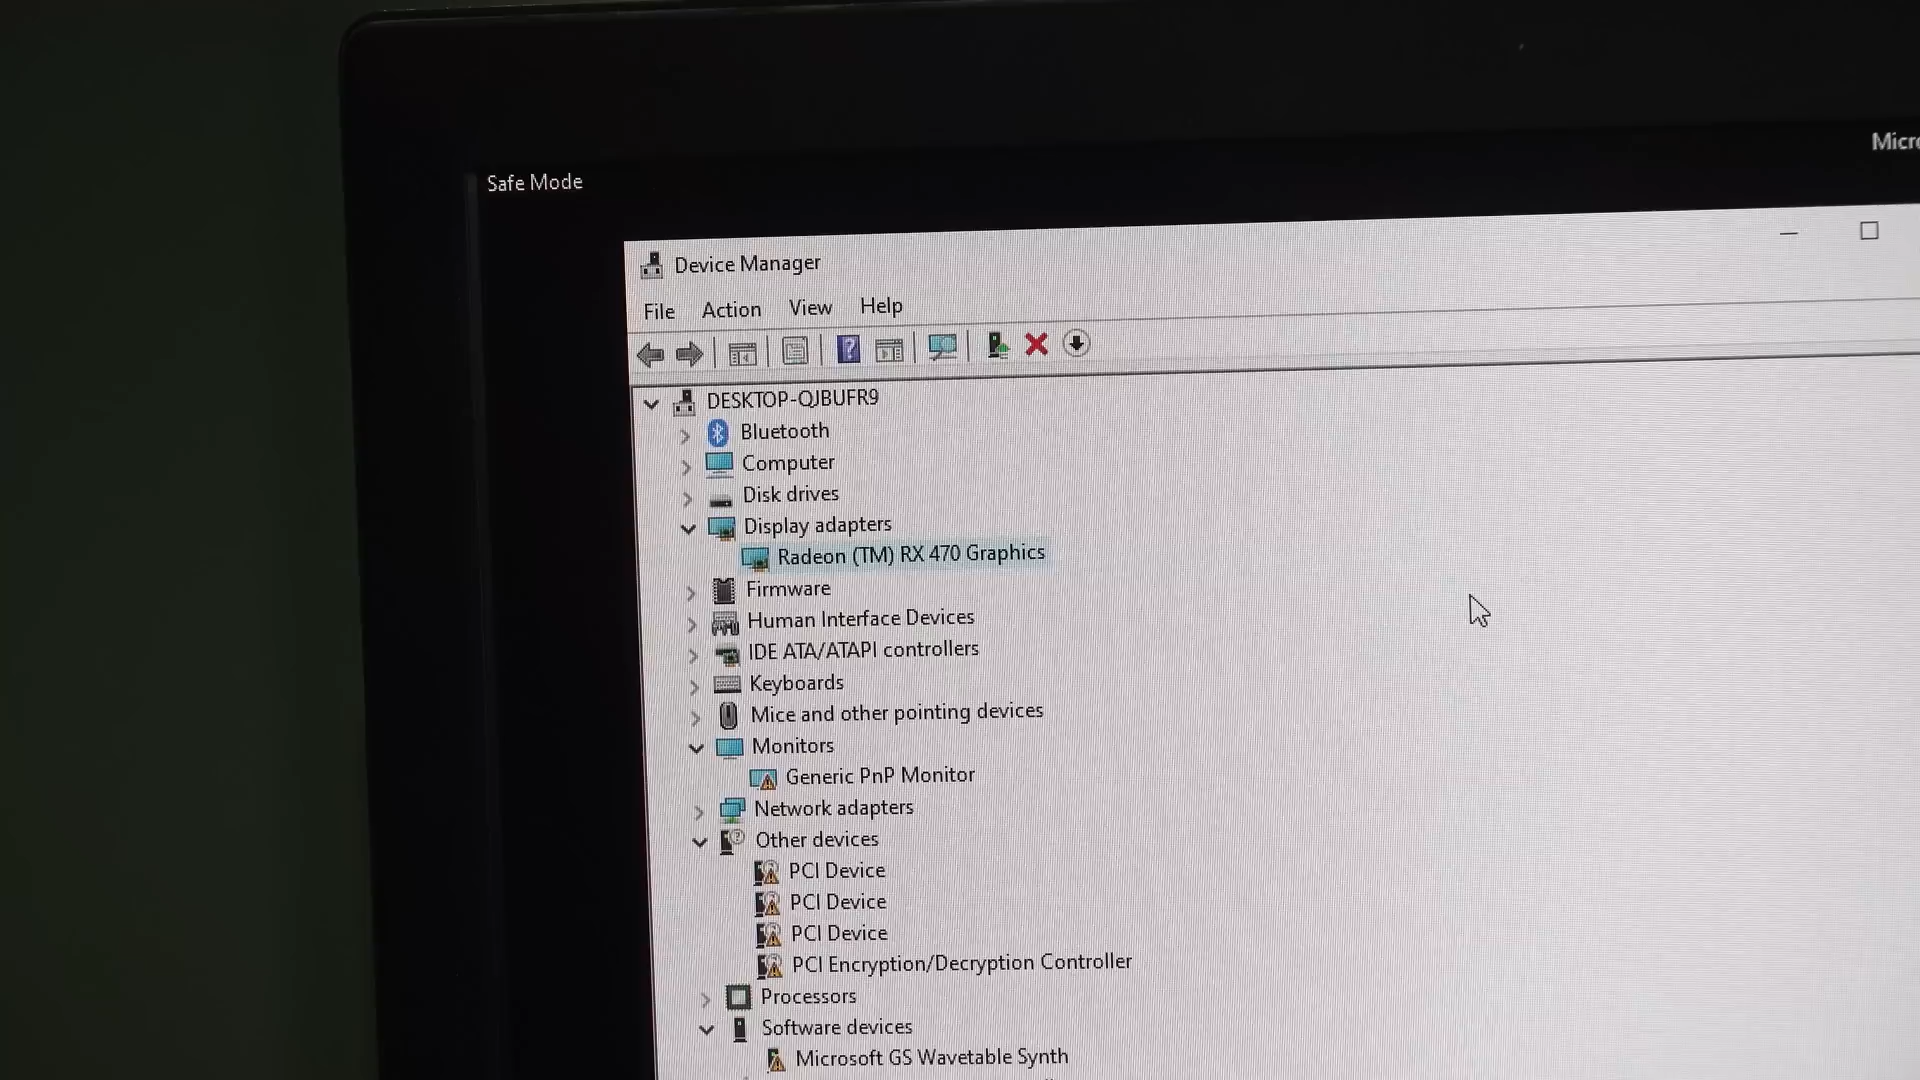 Safe Mode
Device Manager
File Action View Help
DESKTOP-QJBUFR9
Bluetooth
Computer
Disk drives
Display adapters
Radeon (TM) RX 470 Graphics
Firmware
Human Interface Devices
IDE ATA/ATAPI controllers
Keyboards
Mice and other pointing devices
Monitors
Generic PnP Monitor
Network adapters
Other devices
PCI Device
PCI Device
PCI Device
PCI Encryption/Decryption Controller
Processors
Software devices
Microsoft GS Wavetable Synth